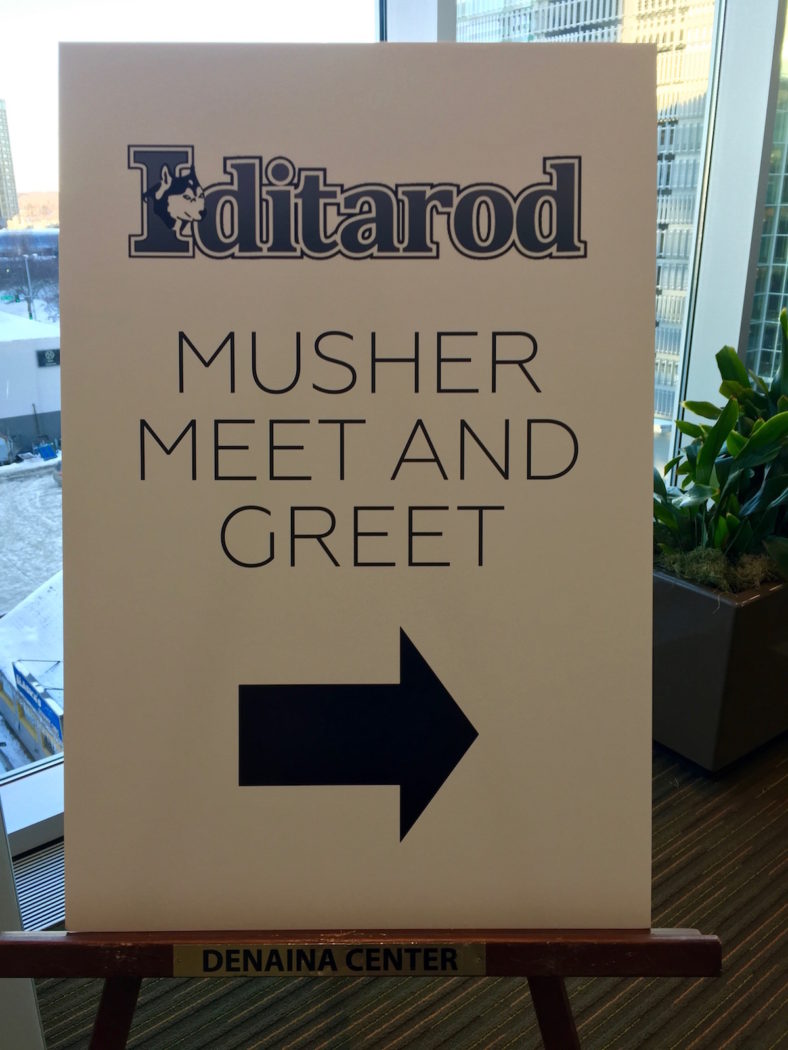 Iditarod
MUSHER
MEET AND
GREET
DENAINA CENTER